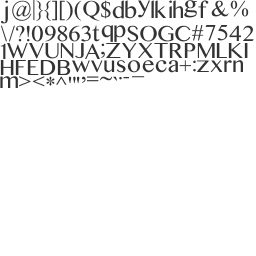 j@|}{][)(Q$dbylkihgf&%
\/?!09863tqpSOGC#7542
1WVUNJA;ZYXTRPMLKI
HFEDBwvusoeca+:zxrn
m><*^!"'=~`-_